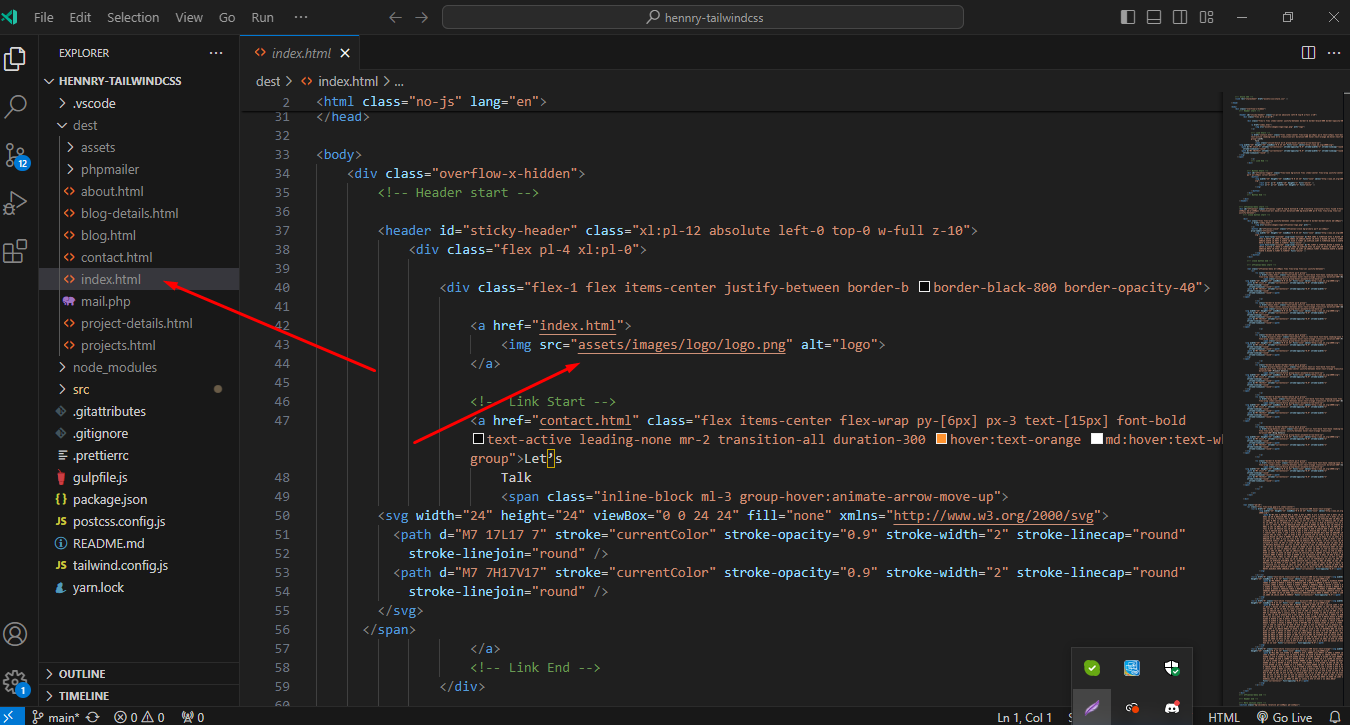 File Edit Selection View Go Run ···
hennry-tailwindcss
EXPLORER ···
HENNRY-TAILWINDCSS
.vscode
dest
assets
phpmailer
about.html
blog-details.html
blog.html
contact.html
index.html
mail.php
project-details.html
projects.html
node_modules
src
.gitattributes
.gitignore
.prettierrc
gulpfile.js
package.json
JS postcss.config.js
README.md
JS tailwind.config.js
yarn.lock
OUTLINE
TIMELINE
12
1
index.html
dest > index.html > ...
2 <html class="no-js" lang="en">
31 </head>
32
33 <body>
34 <div class="overflow-x-hidden">
35 <!-- Header start -->
36
37 <header id="sticky-header" class="xl:pl-12 absolute left-0 top-0 w-full z-10">
38 <div class="flex pl-4 xl:pl-0">
39
40 <div class="flex-1 flex items-center justify-between border-b border-black-800 border-opacity-40">
41
42 <a href="index.html">
43 <img src="assets/images/logo/logo.png" alt="logo">
44 </a>
45
46 <!-- Link Start -->
47 <a href="contact.html" class="flex items-center flex-wrap py-[6px] px-3 text-[15px] font-bold
text-active leading-none mr-2 transition-all duration-300 hover:text-orange md:hover:text-wh
group">Let’s
48 Talk
49 <span class="inline-block ml-3 group-hover:animate-arrow-move-up">
50 <svg width="24" height="24" viewBox="0 0 24 24" fill="none" xmlns="http://www.w3.org/2000/svg">
51 <path d="M7 17L17 7" stroke="currentColor" stroke-opacity="0.9" stroke-width="2" stroke-linecap="round"
52 stroke-linejoin="round" />
53 <path d="M7 7H17V17" stroke="currentColor" stroke-opacity="0.9" stroke-width="2" stroke-linecap="round"
54 stroke-linejoin="round" />
55 </svg>
56 </span>
57 </a>
58 <!-- Link End -->
59 </div>
60
main* 0 0 0
Ln 1, Col 1
HTML
Go Live